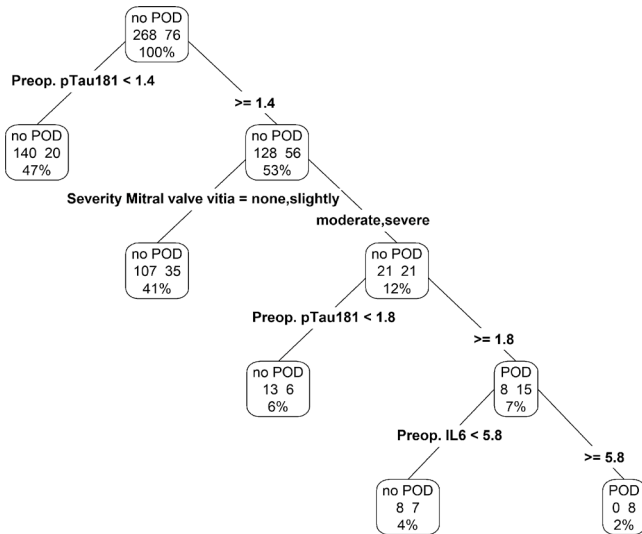 no POD
268 76
100%
Preop. pTau181 < 1.4
>= 1.4
no POD
140 20
47%
no POD
128 56
53%
Severity Mitral valve vitia = none,slightly
moderate,severe
no POD
107 35
41%
no POD
21 21
12%
Preop. pTau181 < 1.8
>= 1.8
no POD
13 6
6%
POD
8 15
7%
Preop. IL6 < 5.8
>= 5.8
no POD
8 7
4%
POD
0 8
2%